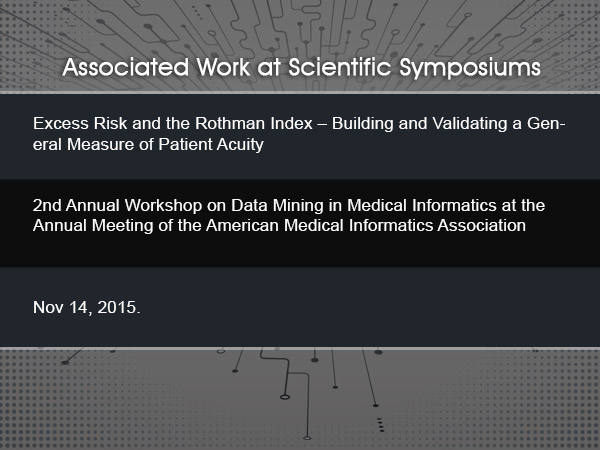 Associated Work at Scientific Symposiums
Excess Risk and the Rothman Index – Building and Validating a Gen-
eral Measure of Patient Acuity
2nd Annual Workshop on Data Mining in Medical Informatics at the
Annual Meeting of the American Medical Informatics Association
Nov 14, 2015.